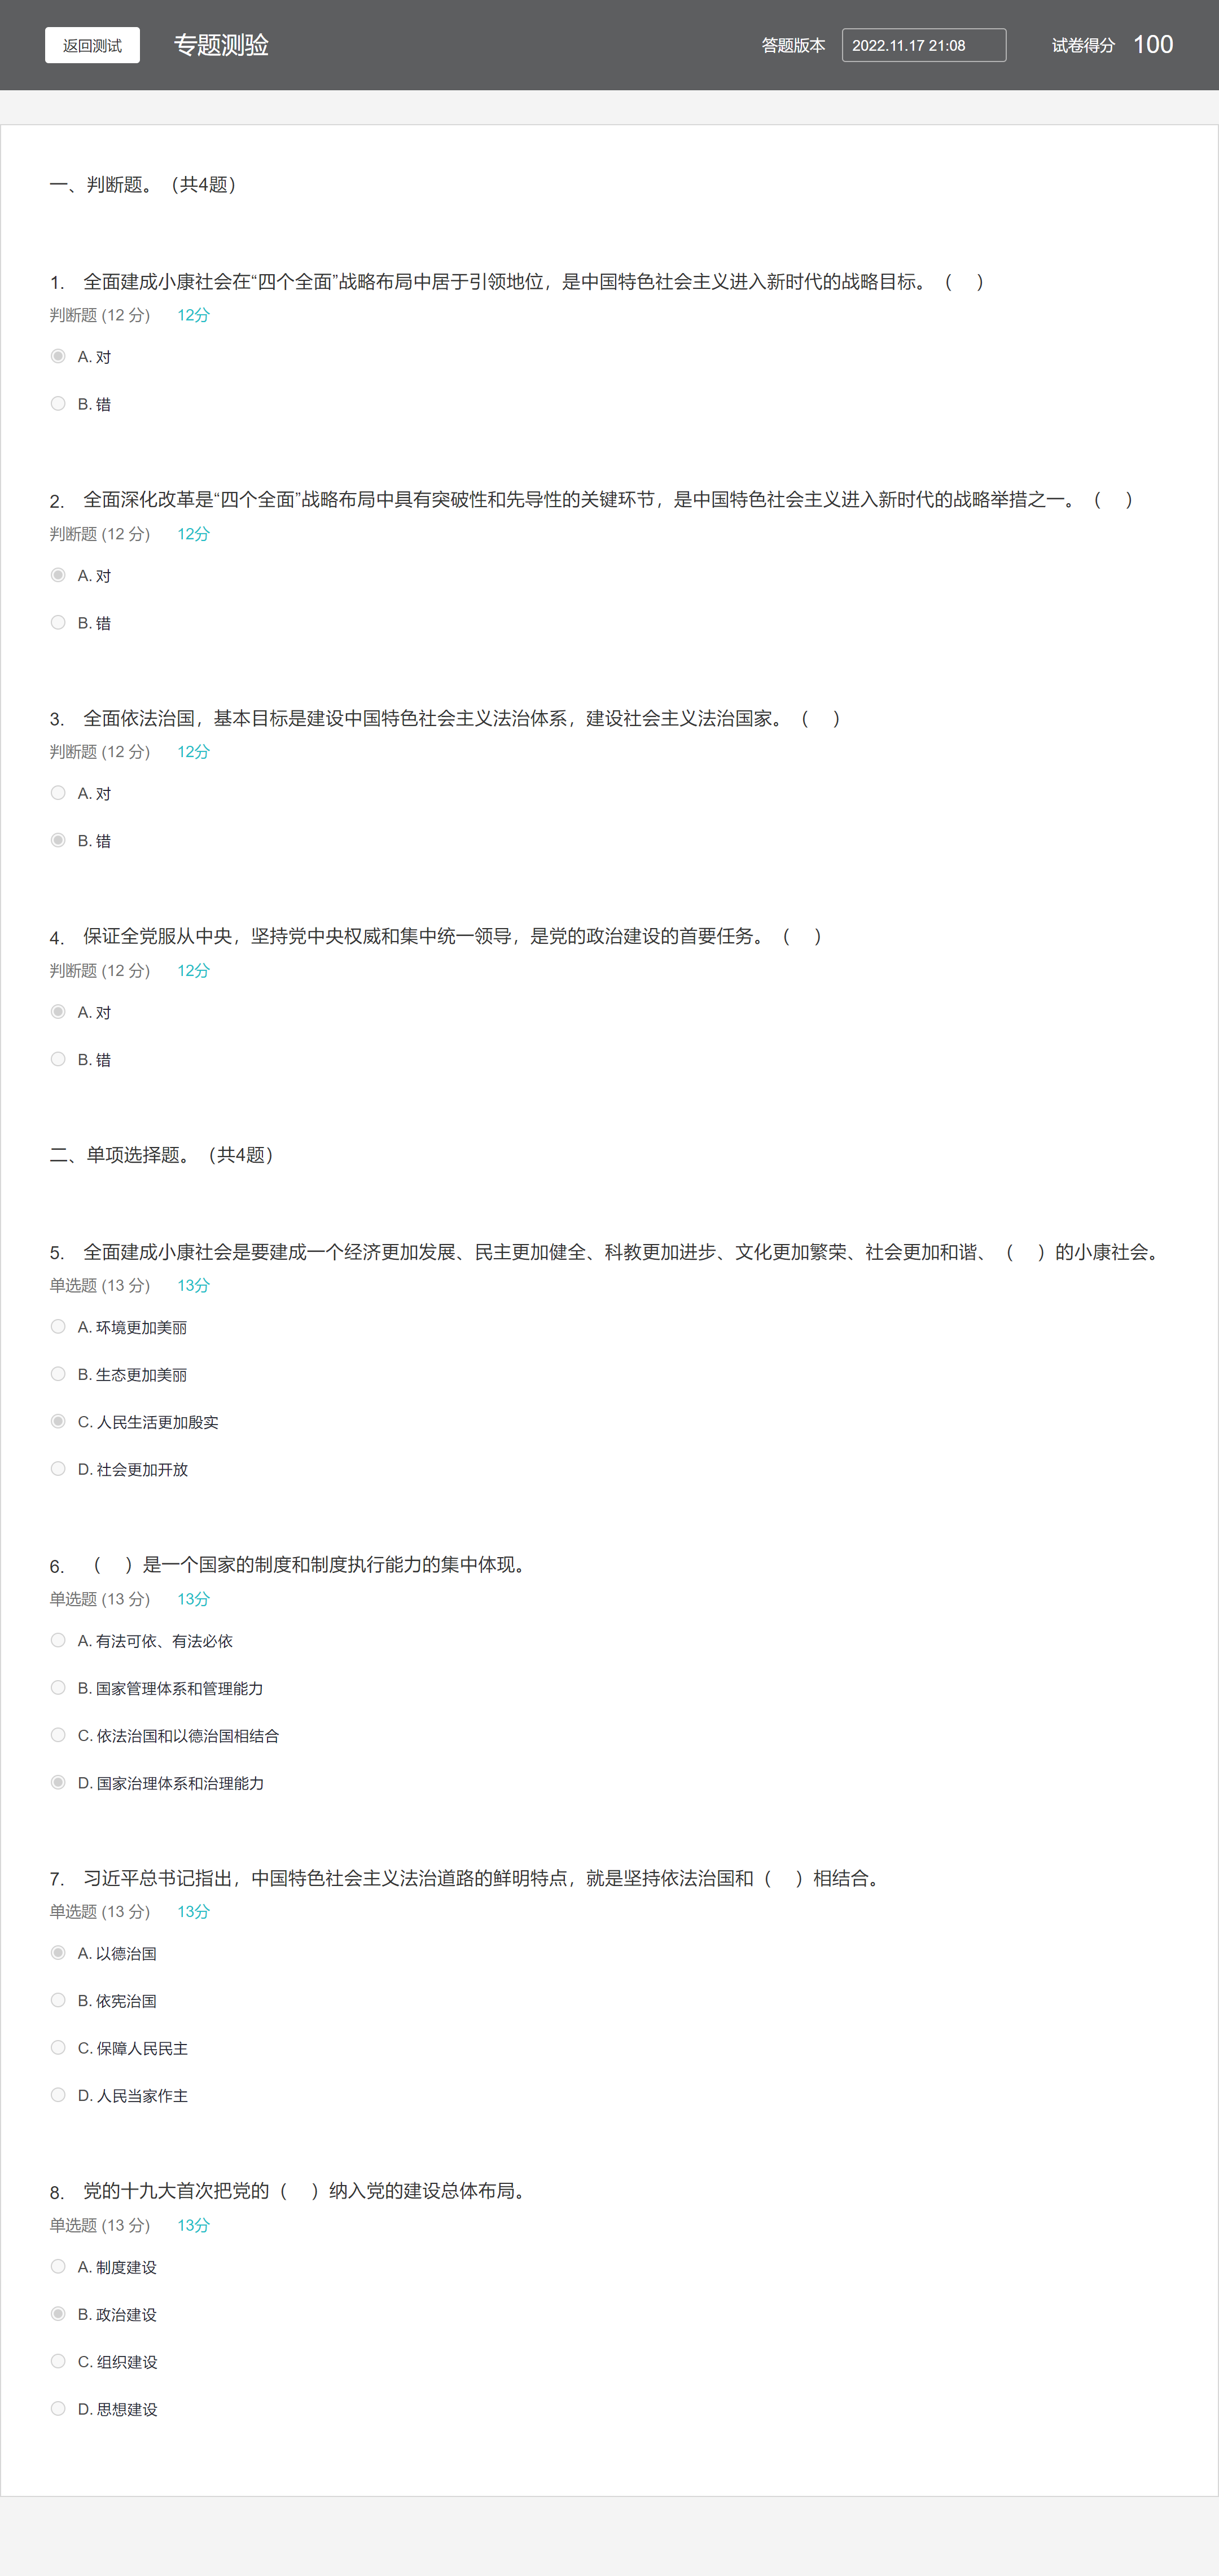 返回测试 专题测验 答题版本 2022.11.17 21:08 试卷得分 100
一、判断题。（共4题）
1. 全面建成小康社会在“四个全面”战略布局中居于引领地位，是中国特色社会主义进入新时代的战略目标。（ ）
判断题 (12 分) 12分
A. 对
B. 错
2. 全面深化改革是“四个全面”战略布局中具有突破性和先导性的关键环节，是中国特色社会主义进入新时代的战略举措之一。（ ）
判断题 (12 分) 12分
A. 对
B. 错
3. 全面依法治国，基本目标是建设中国特色社会主义法治体系，建设社会主义法治国家。（ ）
判断题 (12 分) 12分
A. 对
B. 错
4. 保证全党服从中央，坚持党中央权威和集中统一领导，是党的政治建设的首要任务。（ ）
判断题 (12 分) 12分
A. 对
B. 错
二、单项选择题。（共4题）
5. 全面建成小康社会是要建成一个经济更加发展、民主更加健全、科教更加进步、文化更加繁荣、社会更加和谐、（ ）的小康社会。
单选题 (13 分) 13分
A. 环境更加美丽
B. 生态更加美丽
C. 人民生活更加殷实
D. 社会更加开放
6. （ ）是一个国家的制度和制度执行能力的集中体现。
单选题 (13 分) 13分
A. 有法可依、有法必依
B. 国家管理体系和管理能力
C. 依法治国和以德治国相结合
D. 国家治理体系和治理能力
7. 习近平总书记指出，中国特色社会主义法治道路的鲜明特点，就是坚持依法治国和（ ）相结合。
单选题 (13 分) 13分
A. 以德治国
B. 依宪治国
C. 保障人民民主
D. 人民当家作主
8. 党的十九大首次把党的（ ）纳入党的建设总体布局。
单选题 (13 分) 13分
A. 制度建设
B. 政治建设
C. 组织建设
D. 思想建设